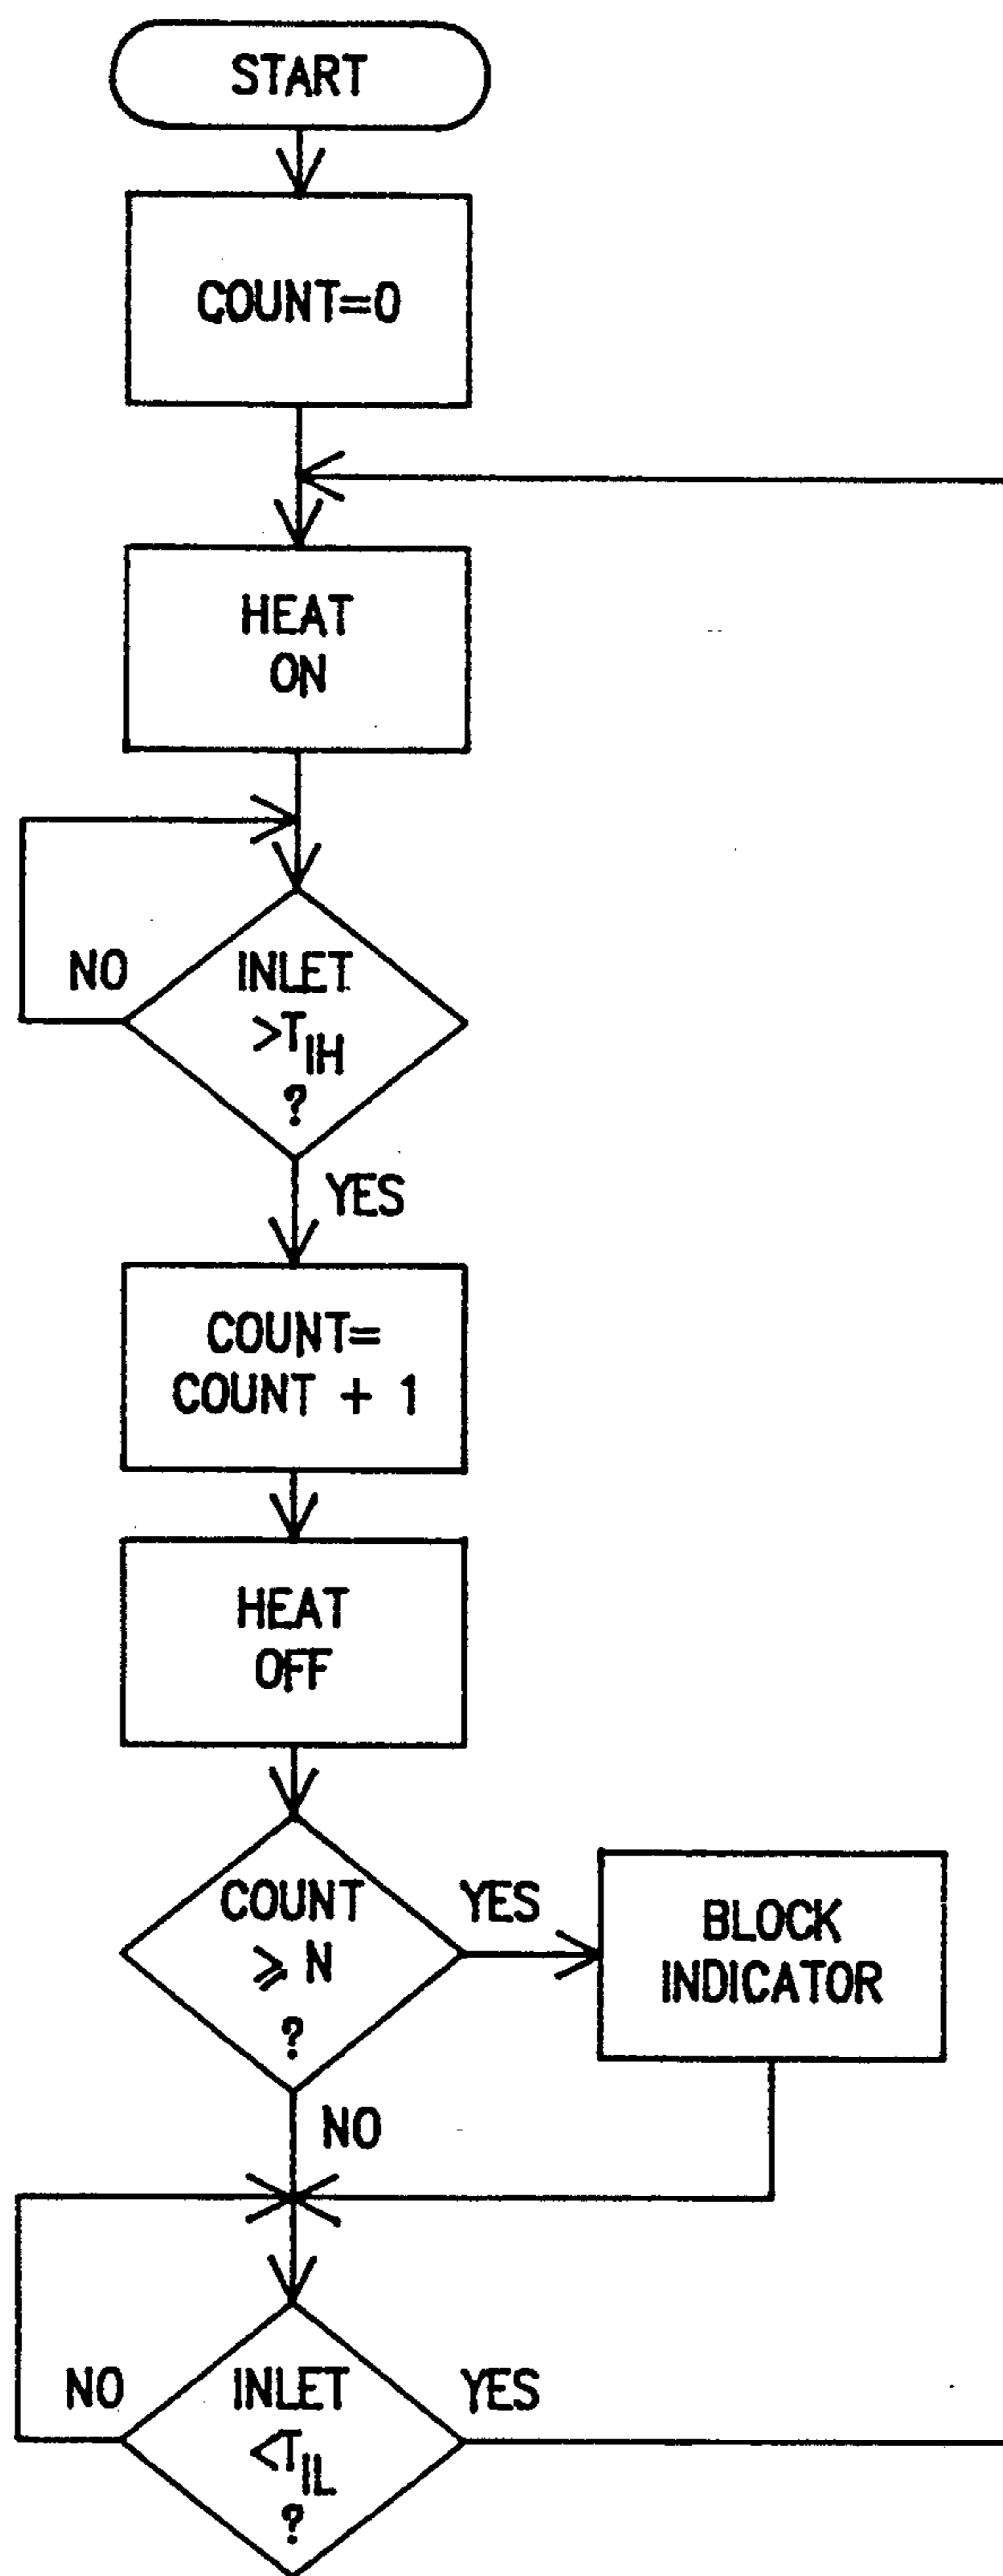 START
COUNT=0
HEAT
ON
NO
INLET
>T_IH
?
YES
COUNT=
COUNT + 1
HEAT
OFF
COUNT
⩾ N
?
YES
BLOCK
INDICATOR
NO
NO
INLET
<T_IL
?
YES